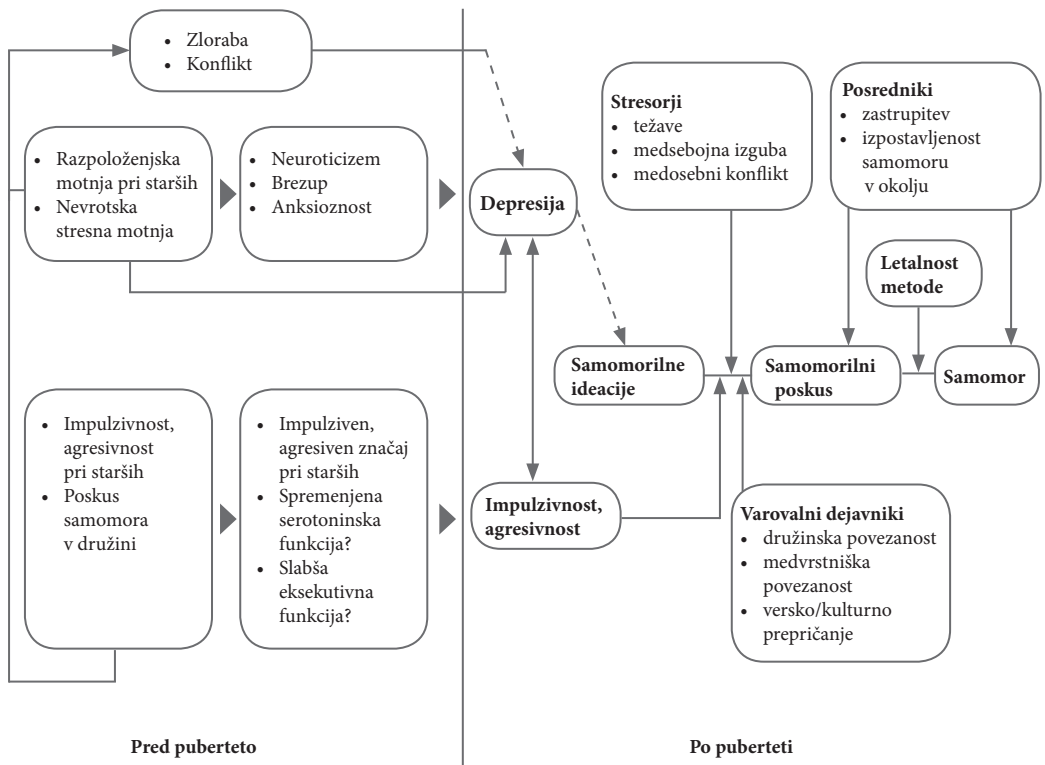 • Zloraba
• Konflikt
• Razpoloženjska
motnja pri starših
• Nevrotska
stresna motnja
• Neuroticizem
• Brezup
• Anksioznost
Depresija
Stresorji
• težave
• medsebojna izguba
• medosebni konflikt
Posredniki
• zastrupitev
• izpostavljenost
samomoru
v okolju
Letalnost
metode
Samomorilne
ideacije
Samomorilni
poskus
Samomor
• Impulzivnost,
agresivnost
pri starših
• Poskus
samomora
v družini
• Impulziven,
agresiven značaj
pri starših
• Spremenjena
serotoninska
funkcija?
• Slabša
eksekutivna
funkcija?
Impulzivnost,
agresivnost
Varovalni dejavniki
• družinska povezanost
• medvrstniška
povezanost
• versko/kulturno
prepričanje
Pred puberteto
Po puberteti